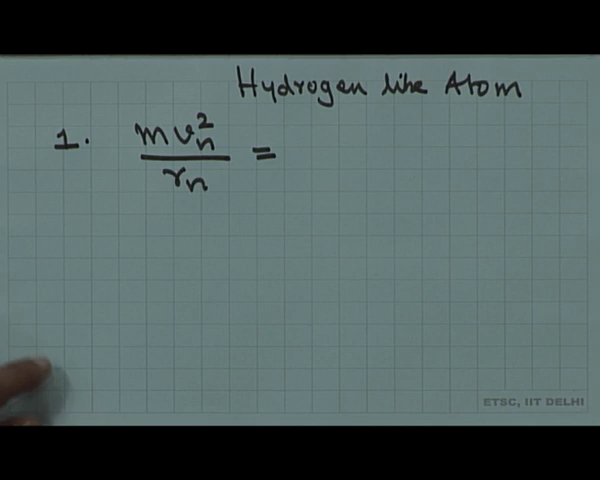 Hydrogen like Atom
1. mv_n^2 / r_n =
ETSC, IIT DELHI